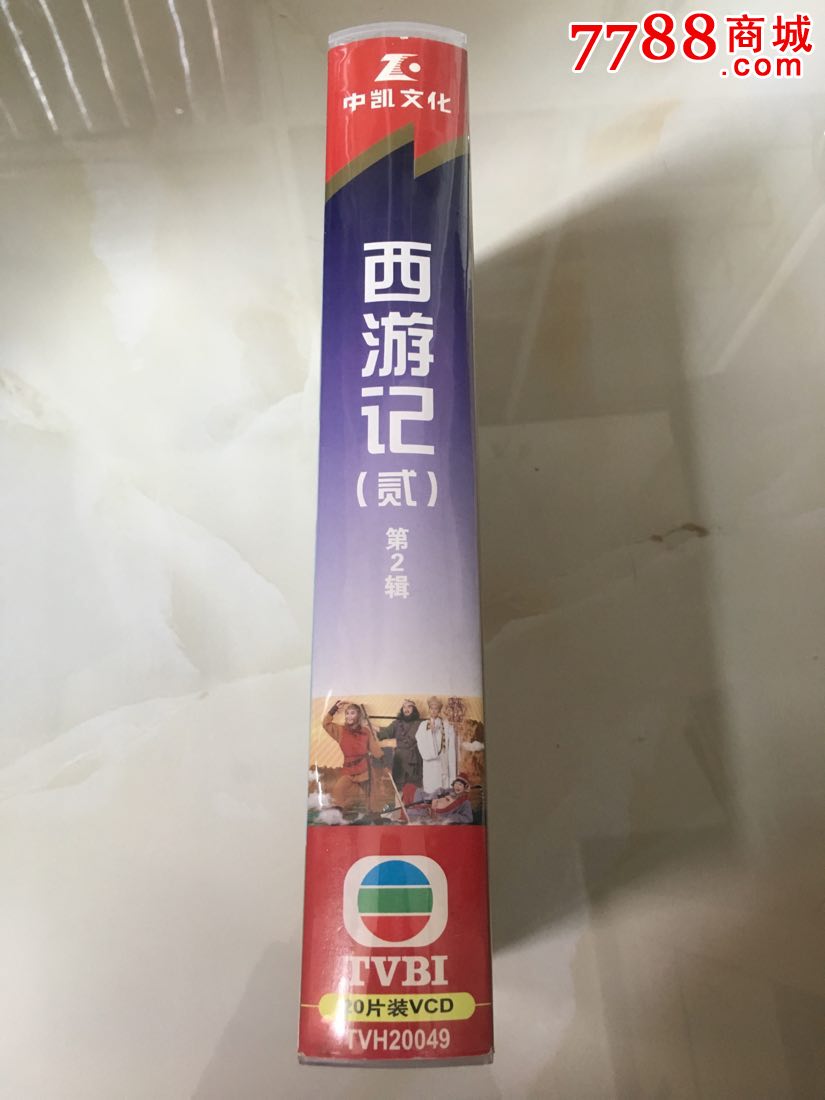 7788商城
.com
中凯文化
西游记
（贰）
第2辑
TVBI
20片装VCD
TVH20049